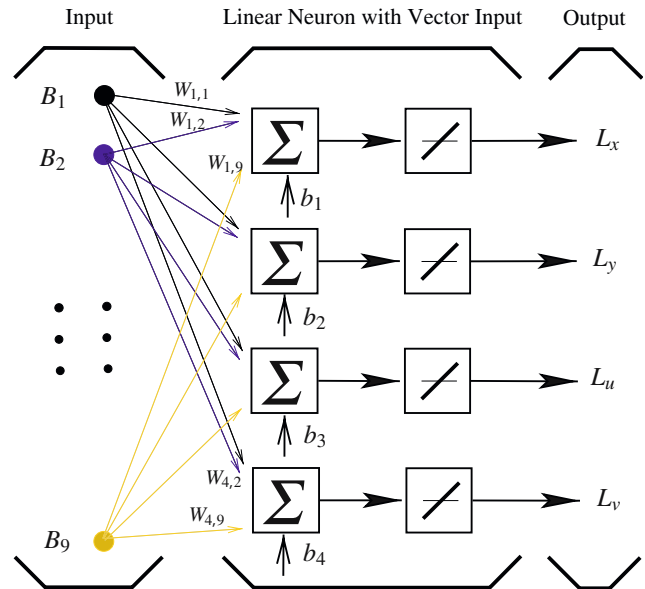 Input
Linear Neuron with Vector Input
Output
B₁
W₁,₁
W₁,₂
B₂
W₁,₉
b₁
Lₓ
b₂
L_y
b₃
Lᵤ
W₄,₂
W₄,₉
B₉
b₄
Lᵥ
Σ
Σ
Σ
Σ